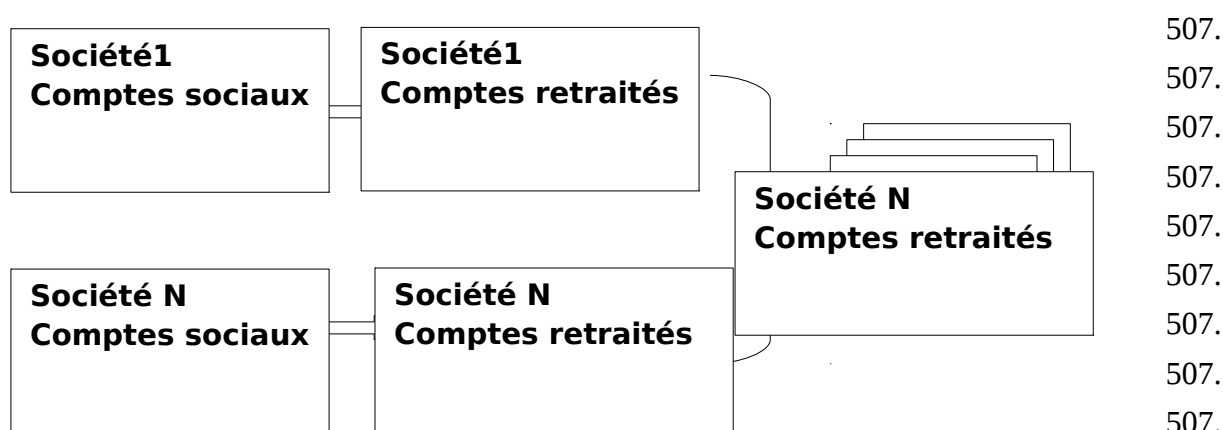 Société1
Comptes sociaux
Société1
Comptes retraités
Société N
Comptes retraités
Société N
Comptes sociaux
Société N
Comptes retraités
507.
507.
507.
507.
507.
507.
507.
507.
507.